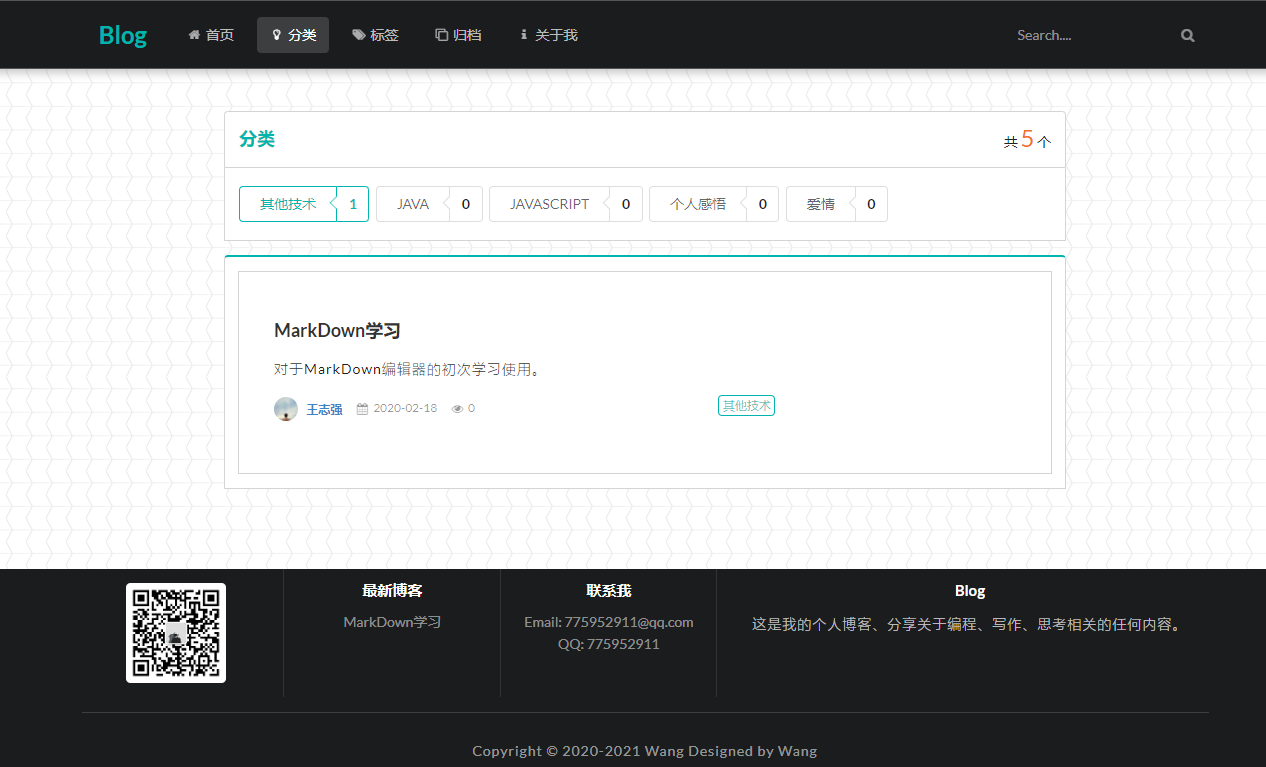 Blog 首页 分类 标签 归档 关于我 Search....
分类 共 5 个
其他技术 1 JAVA 0 JAVASCRIPT 0 个人感悟 0 爱情 0
MarkDown学习
对于MarkDown编辑器的初次学习使用。
王志强 2020-02-18 0 其他技术
最新博客 联系我 Blog
MarkDown学习 Email: 775952911@qq.com 这是我的个人博客、分享关于编程、写作、思考相关的任何内容。
QQ: 775952911
Copyright © 2020-2021 Wang Designed by Wang